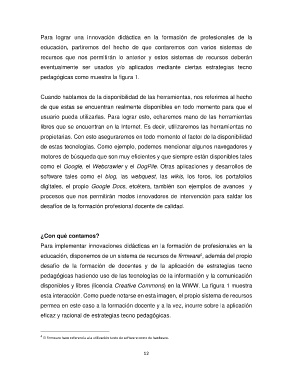 Para lograr una innovación didáctica en la formación de profesionales de la
educación, partiremos del hecho de que contaremos con varios sistemas de
recursos que nos permitirán lo anterior y estos sistemas de recursos deberán
eventualmente ser usados y/o aplicados mediante ciertas estrategias tecno
pedagógicas como muestra la figura 1.
Cuando hablamos de la disponibilidad de las herramientas, nos referimos al hecho
de que estas se encuentran realmente disponibles en todo momento para que el
usuario pueda utilizarlas. Para lograr esto, echaremos mano de las herramientas
libres que se encuentran en la Internet. Es decir, utilizaremos las herramientas no
propietarias. Con esto aseguraremos en todo momento el factor de la disponibilidad
de estas tecnologías. Como ejemplo, podemos mencionar algunos navegadores y
motores de búsqueda que son muy eficientes y que siempre están disponibles tales
como el Google, el Webcrawler y el DogPile. Otras aplicaciones y desarrollos de
software tales como el blog, las webquest, las wikis, los foros, los portafolios
digitales, el propio Google Docs, etcétera, también son ejemplos de avances y
procesos que nos permitirán modos innovadores de intervención para saldar los
desafíos de la formación profesional docente de calidad.
¿Con qué contamos?
Para implementar innovaciones didácticas en la formación de profesionales en la
educación, disponemos de un sistema de recursos de firmware⁴, además del propio
desafío de la formación de docentes y de la aplicación de estrategias tecno
pedagógicas haciendo uso de las tecnologías de la información y la comunicación
disponibles y libres (licencia Creative Commons) en la WWW. La figura 1 muestra
esta interacción. Como puede notarse en esta imagen, el propio sistema de recursos
permea en este caso a la formación docente y a la vez, incurre sobre la aplicación
eficaz y racional de estrategias tecno pedagógicas.
⁴ El firmware hace referencia a la utilización tanto de software como de hardware.
12